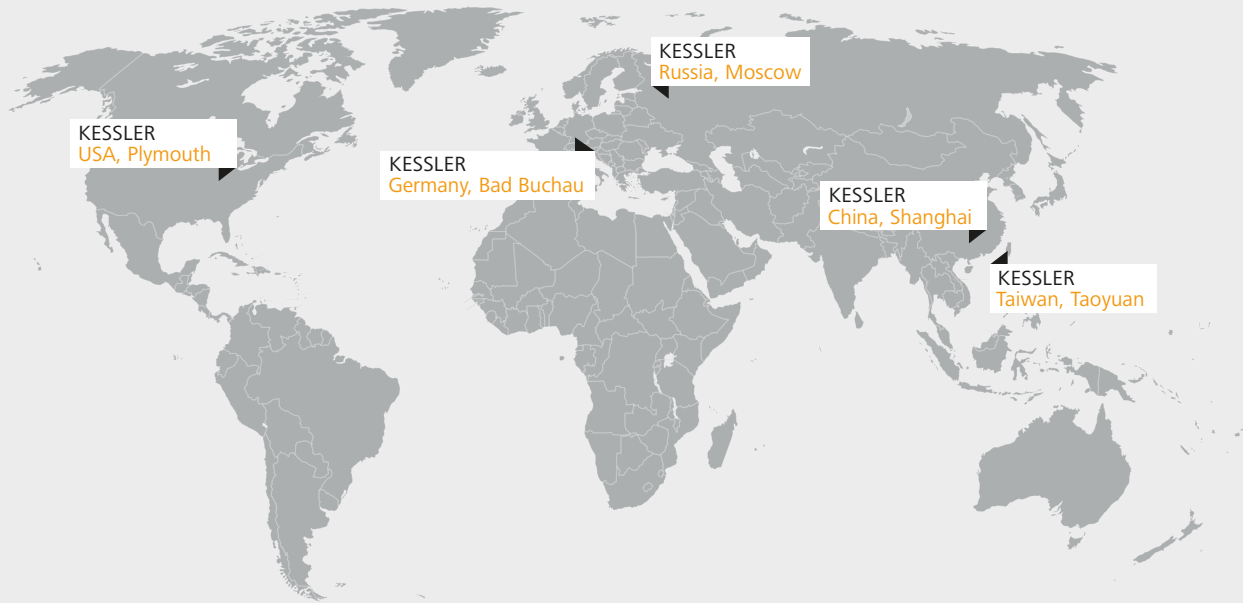 KESSLER
Russia, Moscow
KESSLER
USA, Plymouth
KESSLER
Germany, Bad Buchau
KESSLER
China, Shanghai
KESSLER
Taiwan, Taoyuan